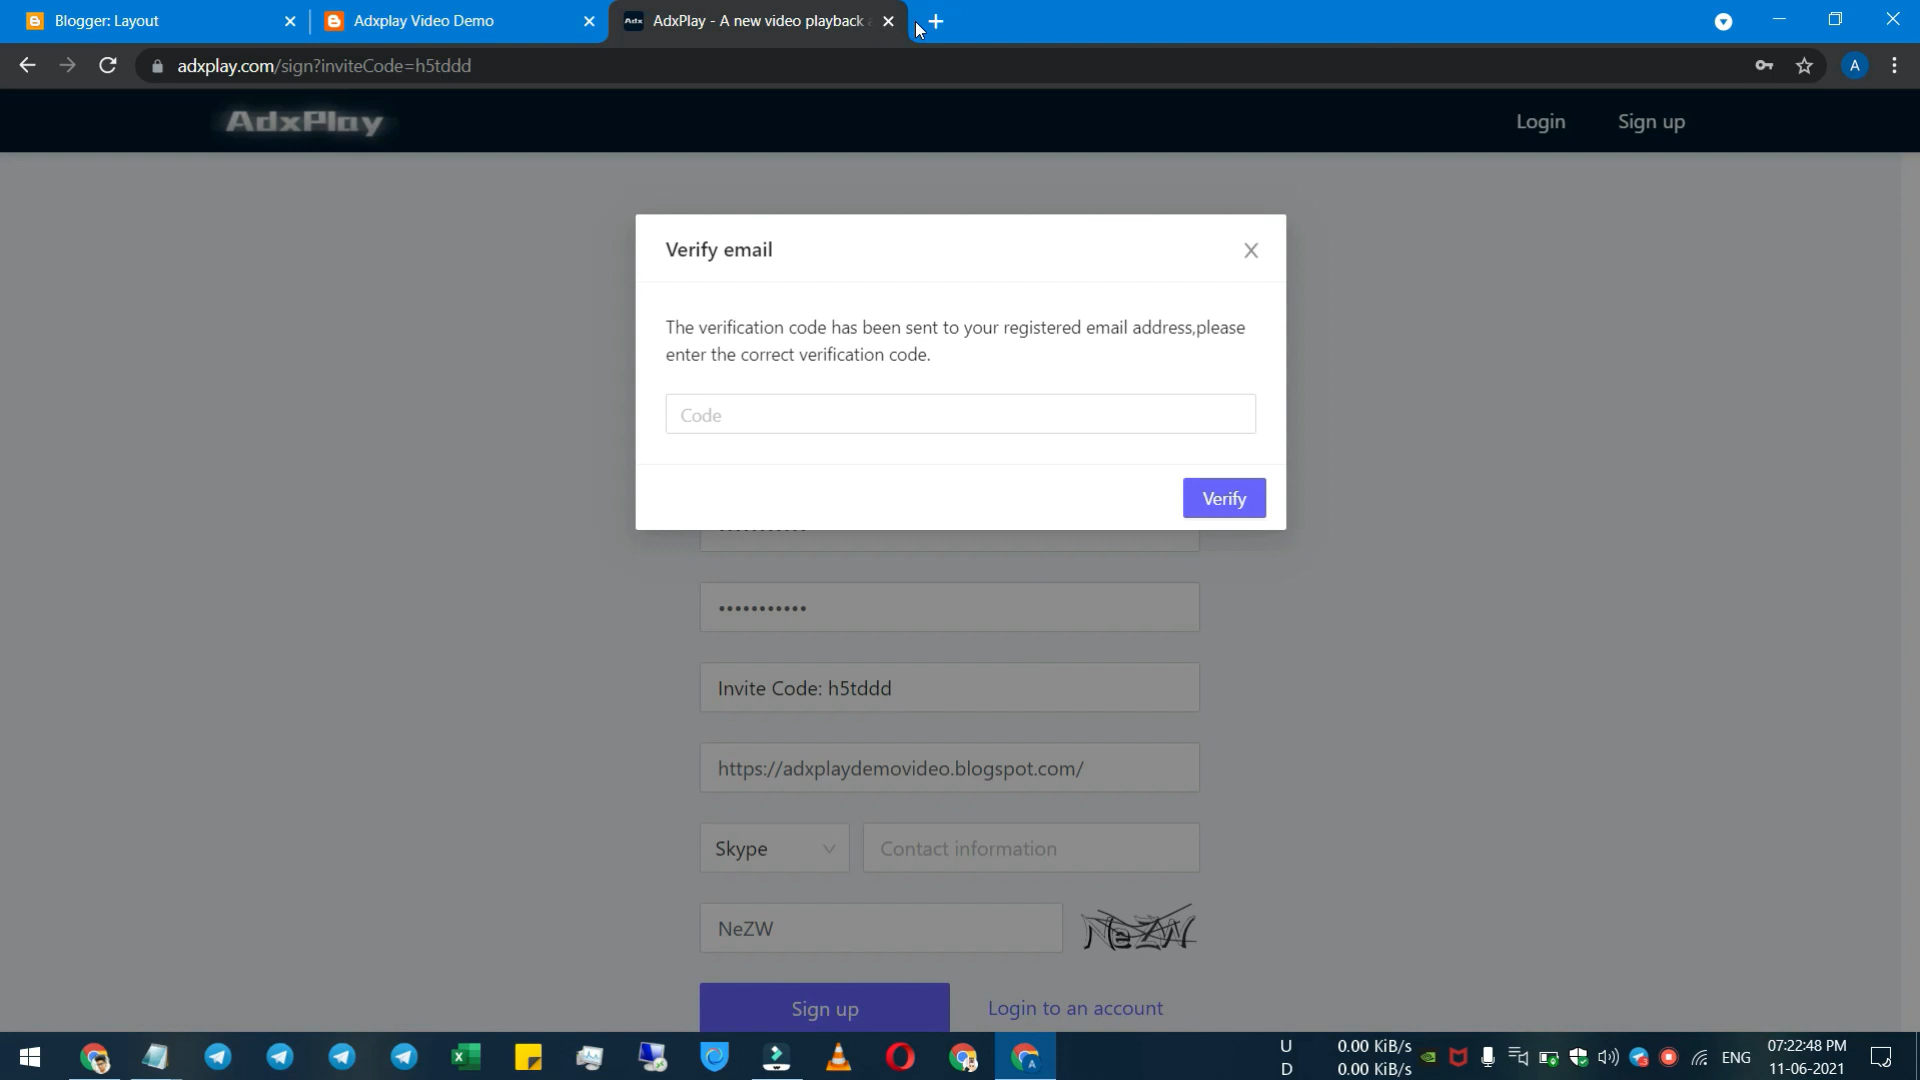 Blogger: Layout
Adxplay Video Demo
Adx AdxPlay - A new video playback
adxplay.com/sign?inviteCode=h5tddd
A
AdxPlay
Login
Sign up
Verify email
The verification code has been sent to your registered email address,please
enter the correct verification code.
Code
Verify
Invite Code: h5tddd
https://adxplaydemovideo.blogspot.com/
Skype
Contact information
NeZW
NeZW
Sign up
Login to an account
U 0.00 KiB/s
D 0.00 KiB/s
ENG
07:22:48 PM
11-06-2021